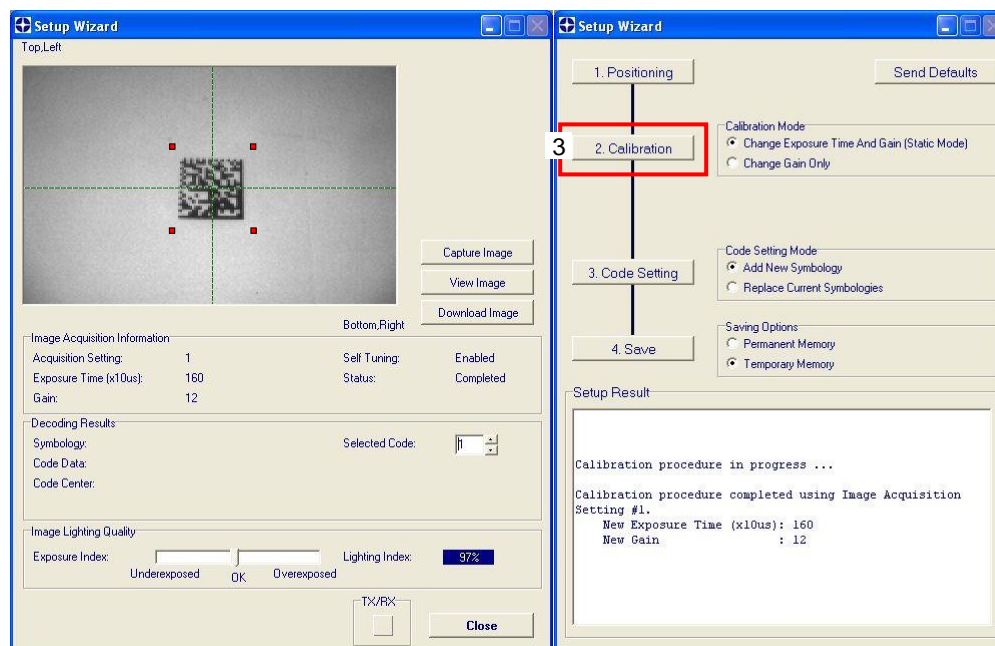 Setup Wizard
Top,Left
Capture Image
View Image
Download Image
Bottom,Right
Image Acquisition Information
Acquisition Setting: 1 Self Tuning: Enabled
Exposure Time (x10us): 160 Status: Completed
Gain: 12
Decoding Results
Symbology: Selected Code: 1
Code Data:
Code Center:
Image Lighting Quality
Exposure Index: Lighting Index: 97%
Underexposed OK Overexposed
TX/RX
Close
Setup Wizard
1. Positioning Send Defaults
3
2. Calibration
Calibration Mode
Change Exposure Time And Gain (Static Mode)
Change Gain Only
3. Code Setting
Code Setting Mode
Add New Symbology
Replace Current Symbologies
4. Save
Saving Options
Permanent Memory
Temporary Memory
Setup Result
Calibration procedure in progress ...
Calibration procedure completed using Image Acquisition
Setting #1.
New Exposure Time (x10us): 160
New Gain : 12